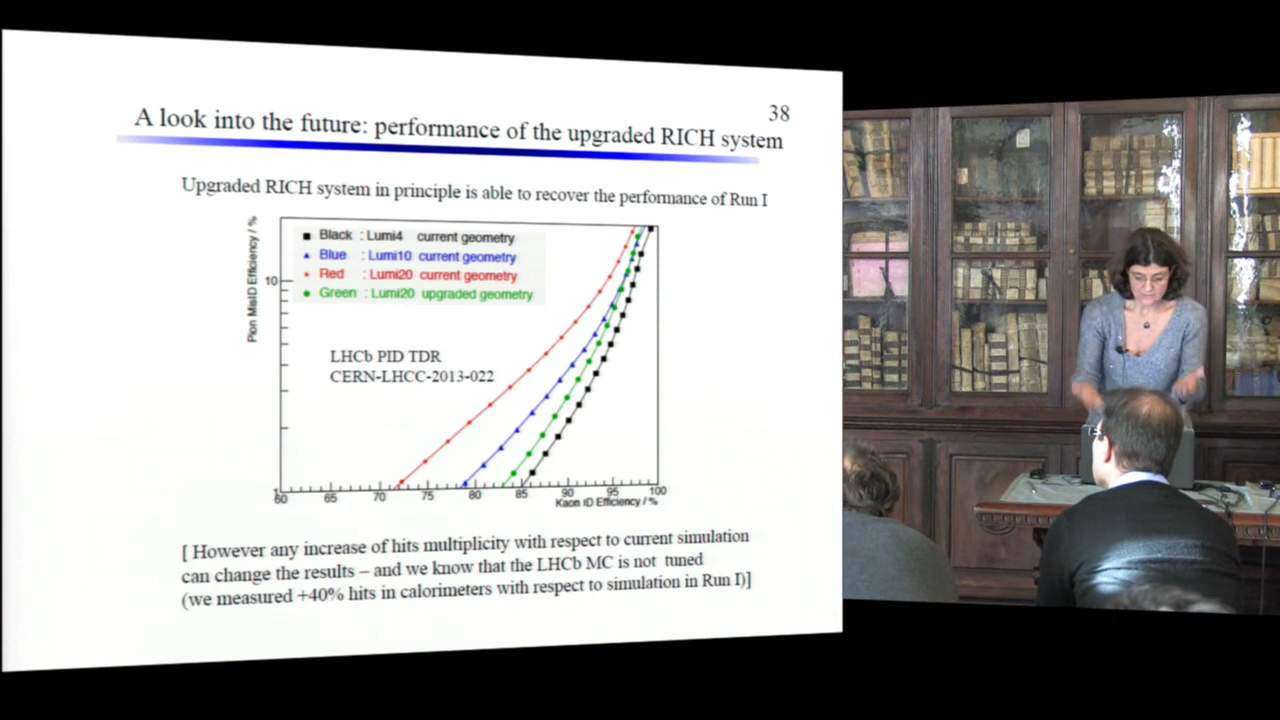 38
A look into the future: performance of the upgraded RICH system
Upgraded RICH system in principle is able to recover the performance of Run I
Pion MisID Efficiency / %
Black : Lumi4 current geometry
Blue : Lumi10 current geometry
Red : Lumi20 current geometry
Green : Lumi20 upgraded geometry
10
LHCb PID TDR
CERN-LHCC-2013-022
1
60 65 70 75 80 85 90 95 100
Kaon ID Efficiency / %
[ However any increase of hits multiplicity with respect to current simulation
can change the results – and we know that the LHCb MC is not tuned
(we measured +40% hits in calorimeters with respect to simulation in Run I)]